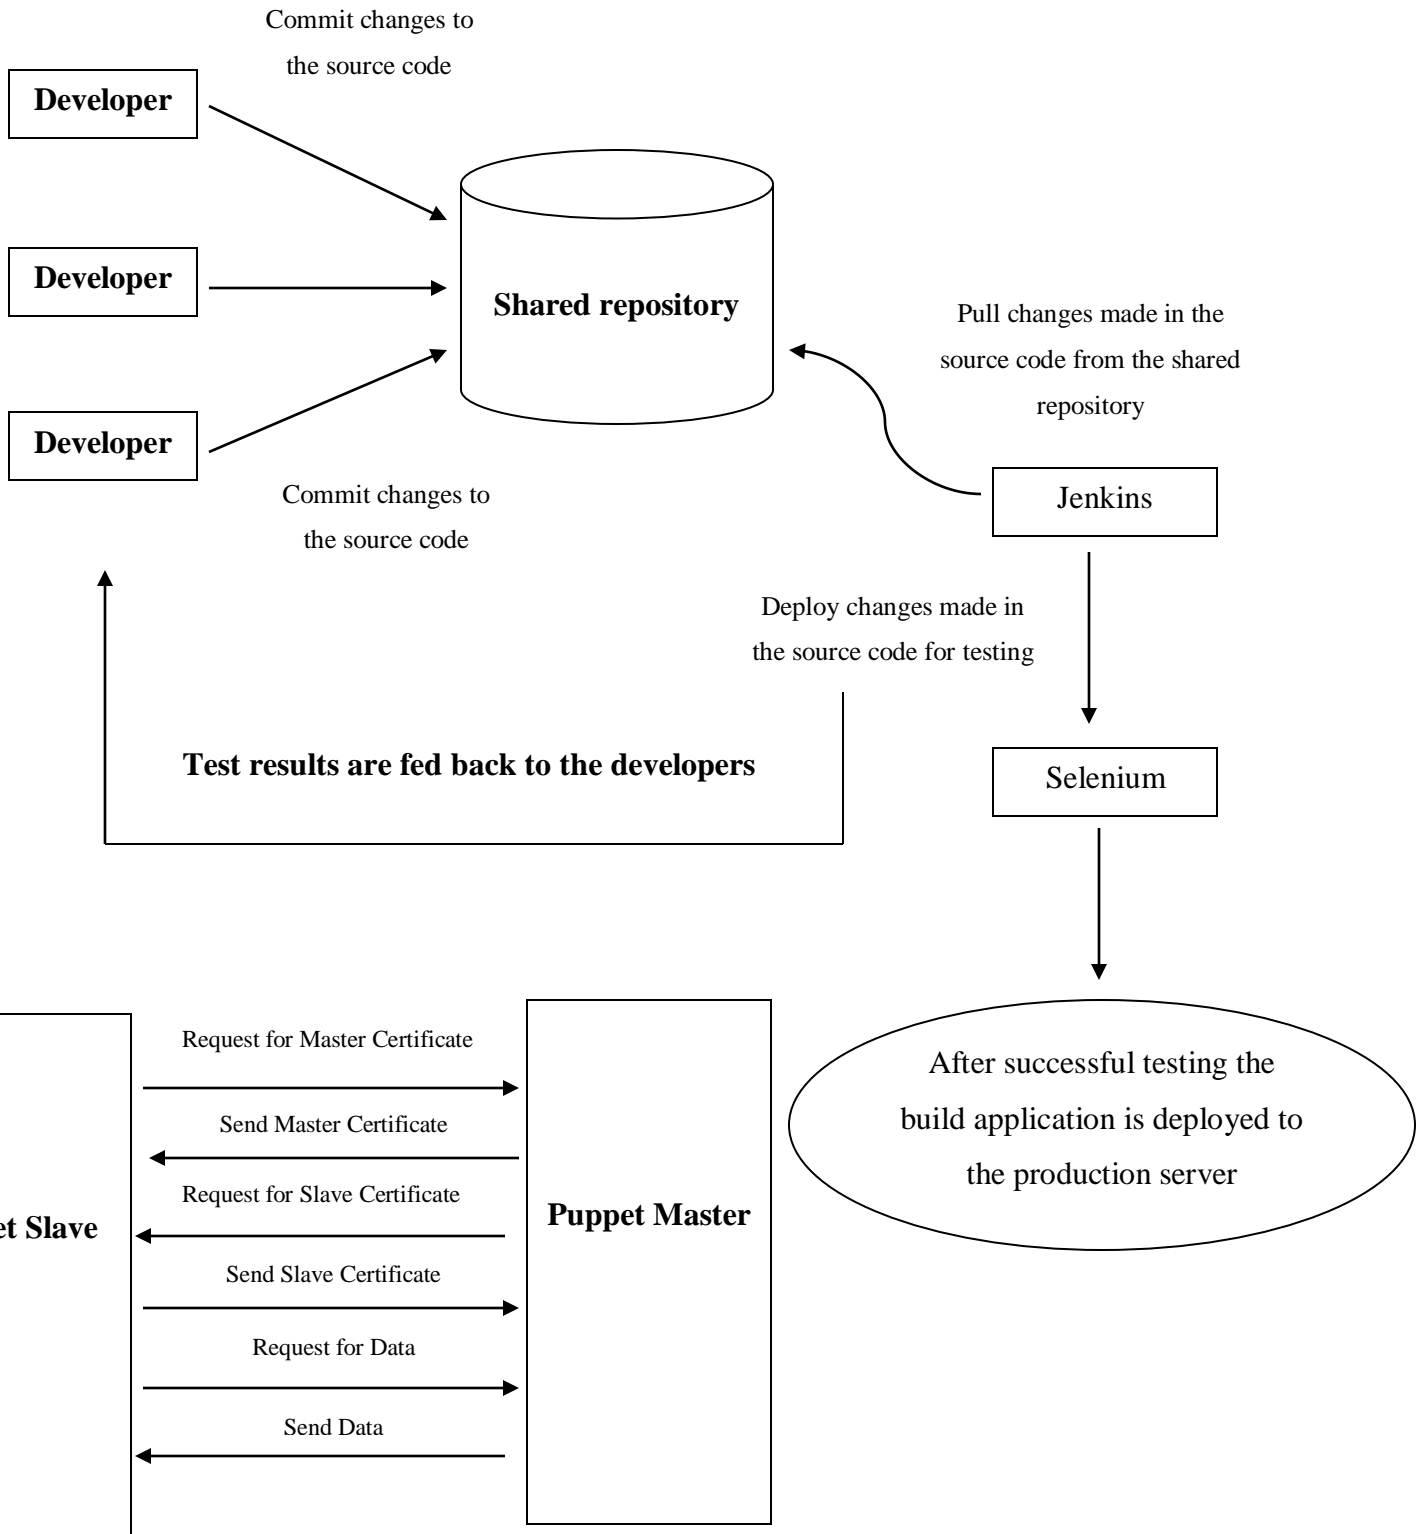 Commit changes to
the source code
Developer
Developer
Shared repository
Developer
Pull changes made in the
source code from the shared
repository
Commit changes to
the source code
Jenkins
Deploy changes made in
the source code for testing
Test results are fed back to the developers
Selenium
Request for Master Certificate
Send Master Certificate
Request for Slave Certificate
Send Slave Certificate
Request for Data
Send Data
Slave
Puppet Master
After successful testing the
build application is deployed to
the production server